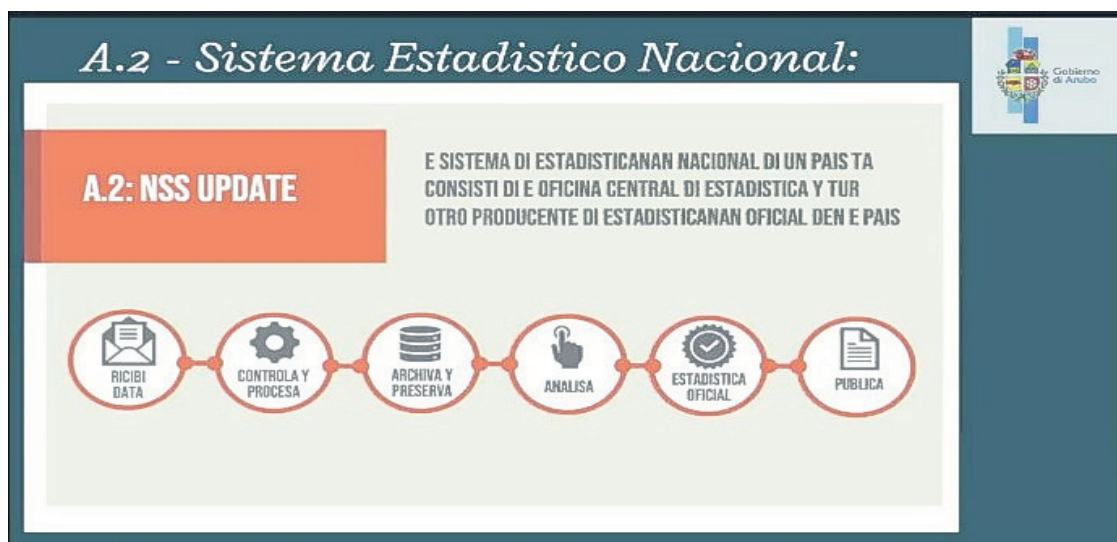 A.2 - Sistema Estadistico Nacional:
Gobierno
di Aruba
A.2: NSS UPDATE
E SISTEMA DI ESTADISTICANAN NACIONAL DI UN PAIS TA
CONSISTI DI E OFICINA CENTRAL DI ESTADISTICA Y TUR
OTRO PRODUCENTE DI ESTADISTICANAN OFICIAL DEN E PAIS
RICIBI
DATA
CONTROLA Y
PROCESA
ARCHIVA Y
PRESERVA
ANALISA
ESTADISTICA
OFICIAL
PUBLICA